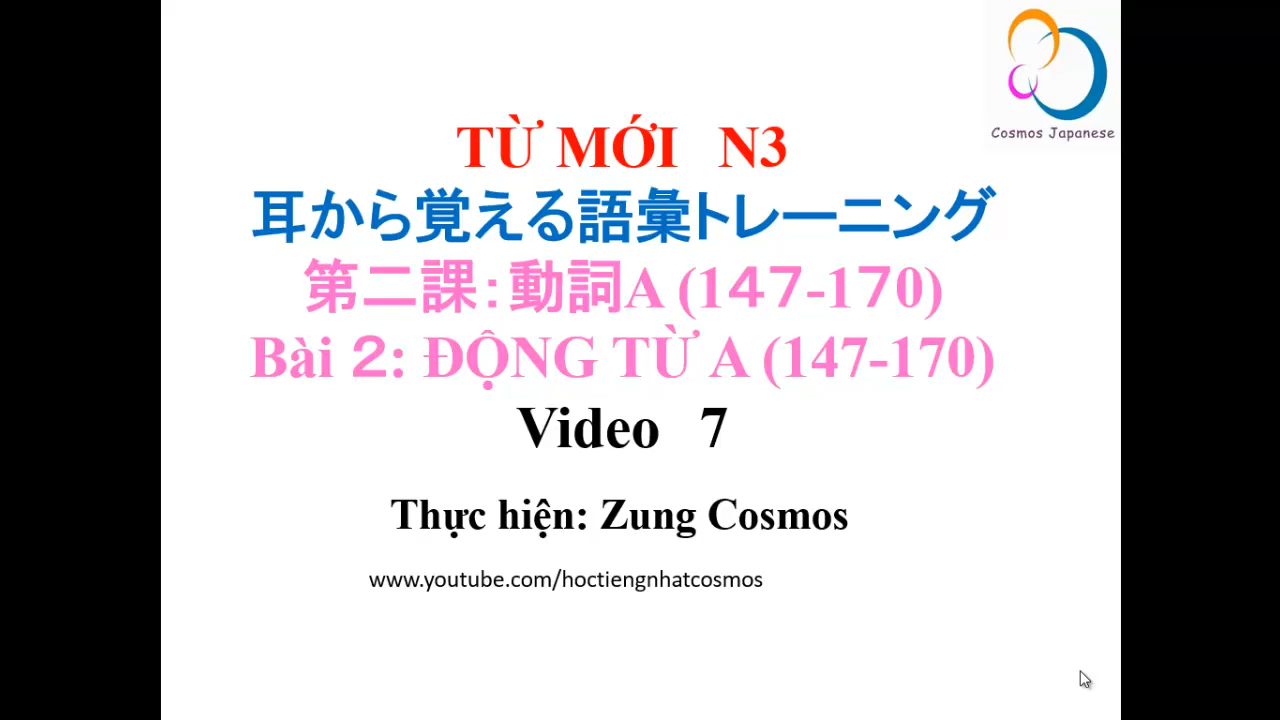 Cosmos Japanese
TỪ MỚI N3
耳から覚える語彙トレーニング
第二課：動詞A (1４７-1７0)
Bài ２: ĐỘNG TỪ A (147-170)
Video 7
Thực hiện: Zung Cosmos
www.youtube.com/hoctiengnhatcosmos